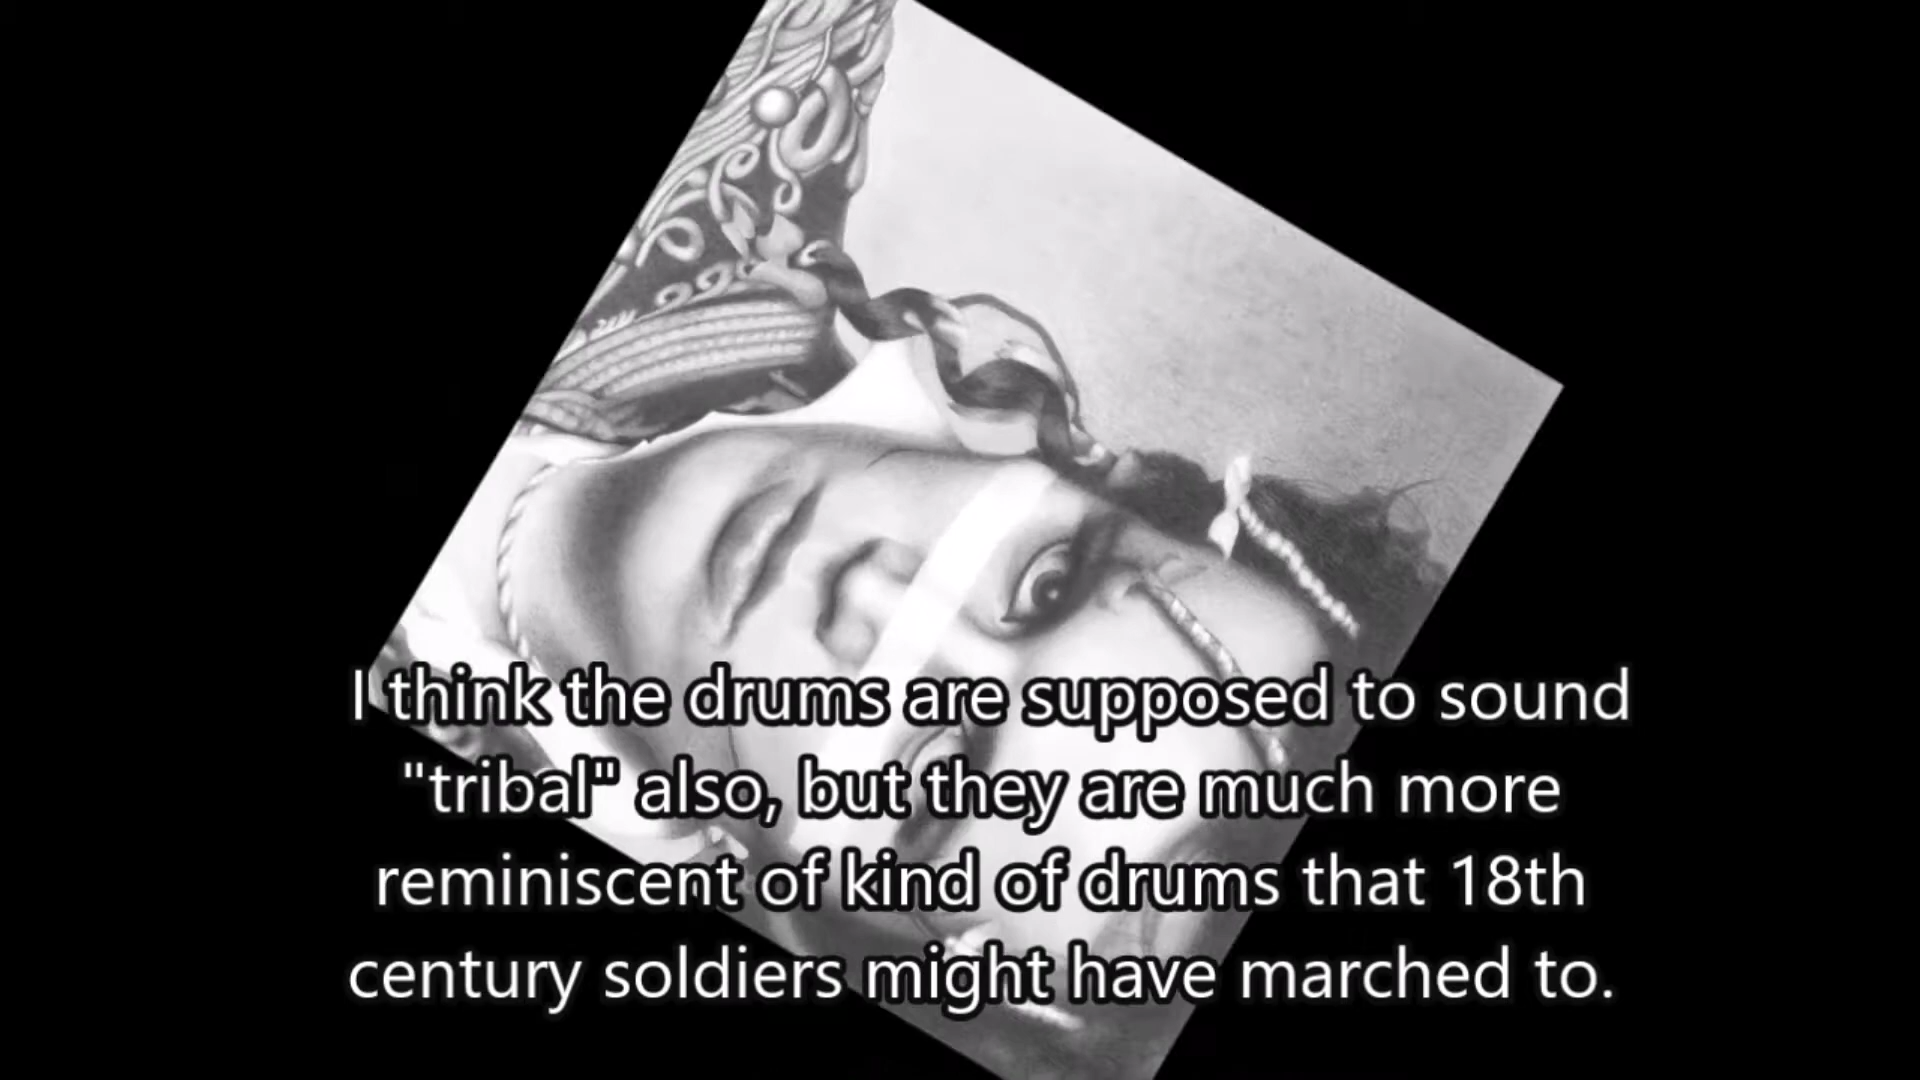 I think the drums are supposed to sound
"tribal" also, but they are much more
reminiscent of kind of drums that 18th
century soldiers might have marched to.